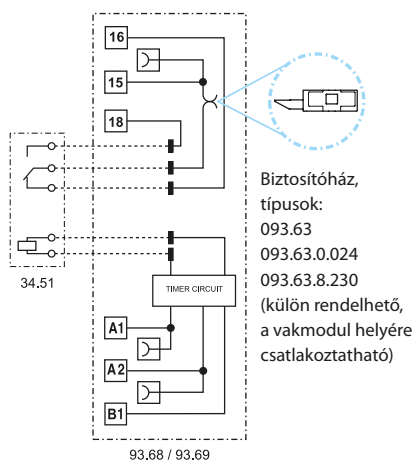 16
15
18
34.51
TIMER CIRCUIT
A1
A2
B1
93.68 / 93.69
Biztosítóház,
típusok:
093.63
093.63.0.024
093.63.8.230
(külön rendelhető,
a vakmodul helyére
csatlakoztatható)